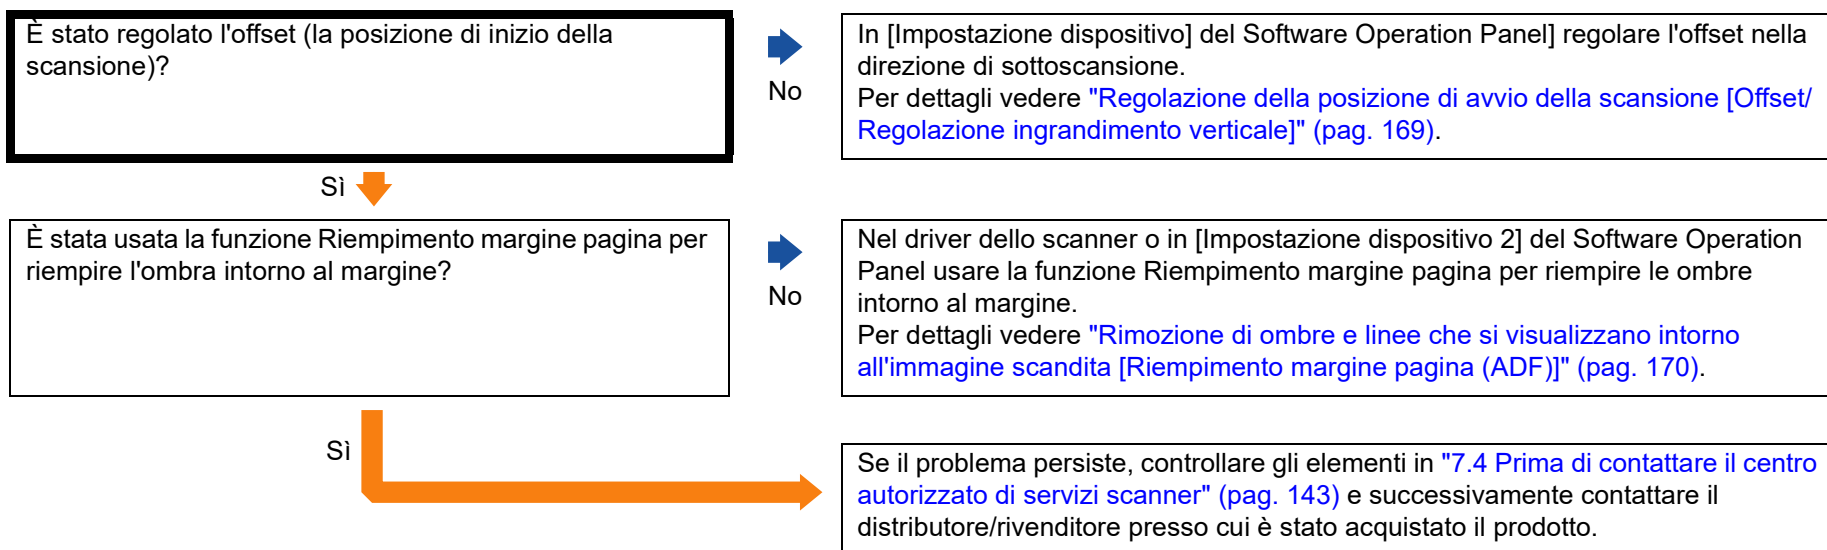 È stato regolato l'offset (la posizione di inizio della
scansione)?
No
In [Impostazione dispositivo] del Software Operation Panel] regolare l'offset nella
direzione di sottoscansione.
Per dettagli vedere "Regolazione della posizione di avvio della scansione [Offset/
Regolazione ingrandimento verticale]" (pag. 169).
Sì
È stata usata la funzione Riempimento margine pagina per
riempire l'ombra intorno al margine?
No
Nel driver dello scanner o in [Impostazione dispositivo 2] del Software Operation
Panel usare la funzione Riempimento margine pagina per riempire le ombre
intorno al margine.
Per dettagli vedere "Rimozione di ombre e linee che si visualizzano intorno
all'immagine scandita [Riempimento margine pagina (ADF)]" (pag. 170).
Sì
Se il problema persiste, controllare gli elementi in "7.4 Prima di contattare il centro
autorizzato di servizi scanner" (pag. 143) e successivamente contattare il
distributore/rivenditore presso cui è stato acquistato il prodotto.